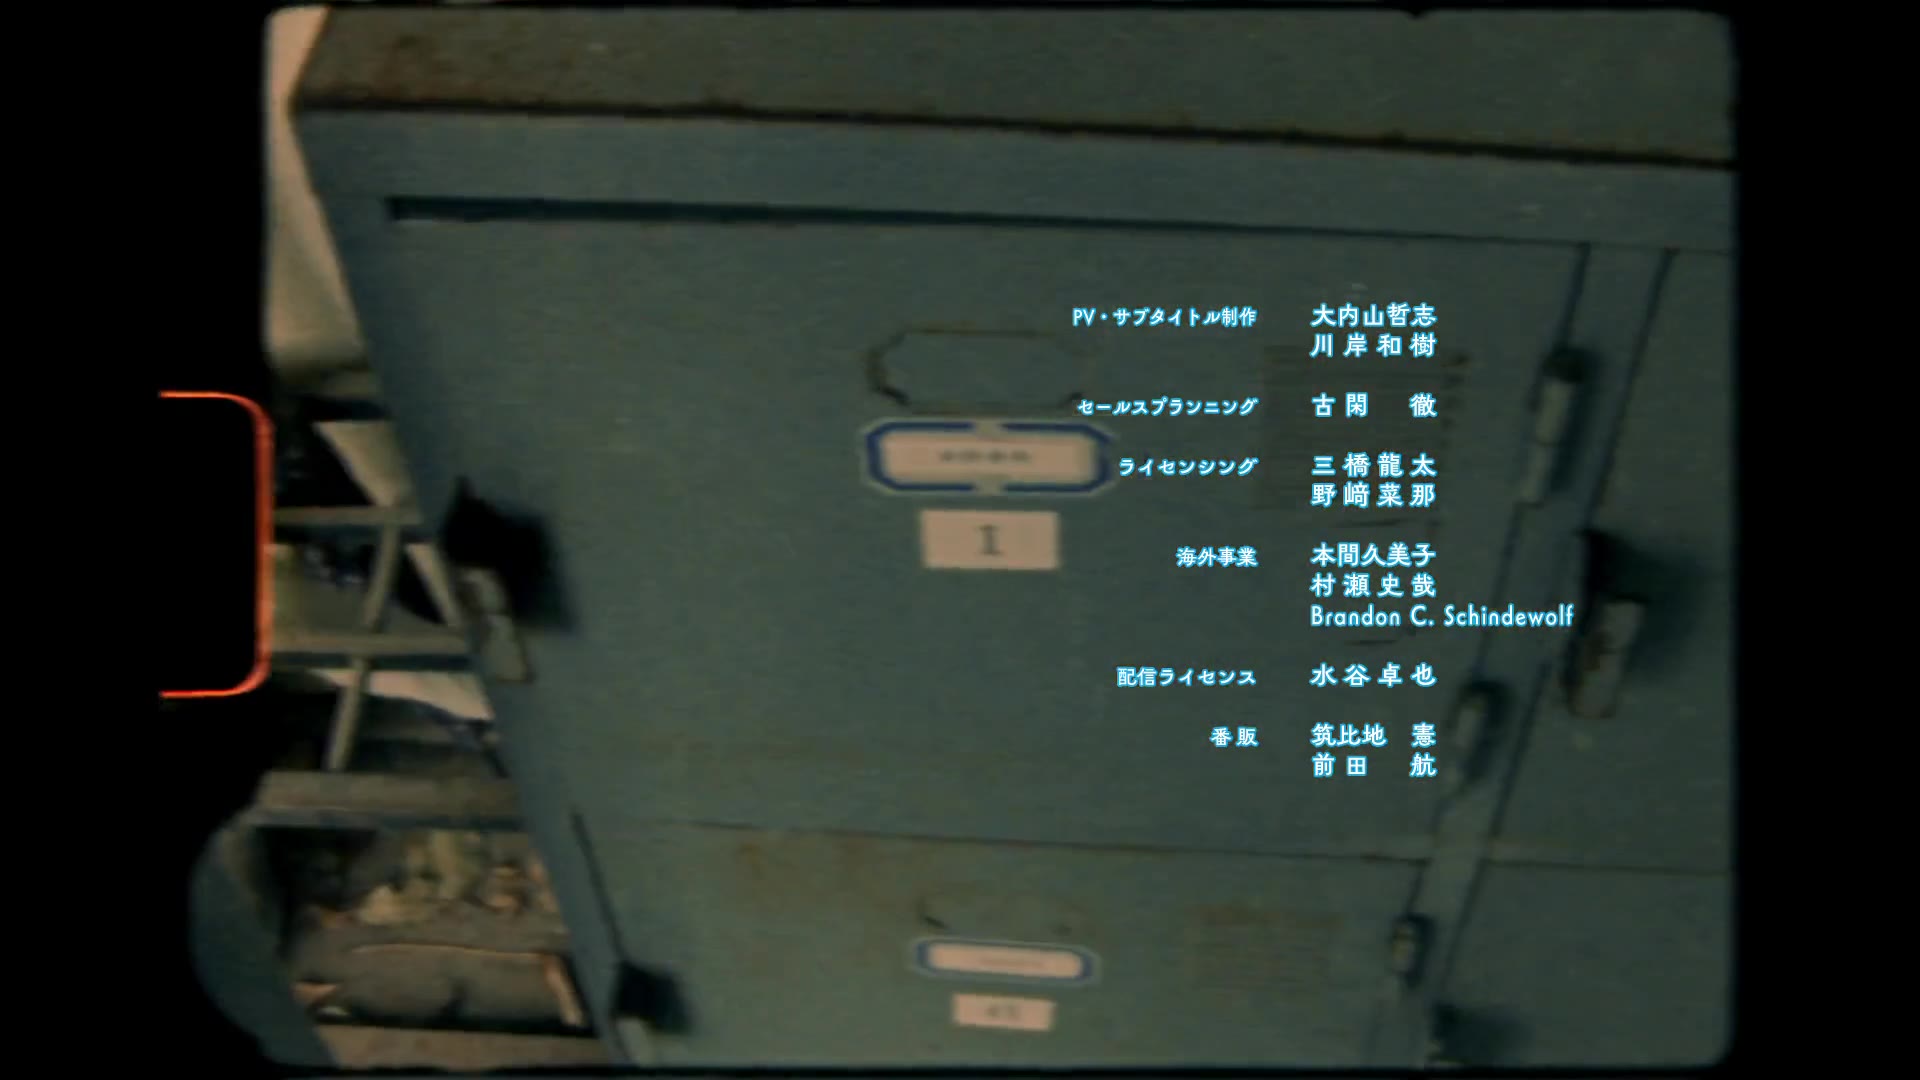 PV・サブタイトル制作 大内山哲志
川岸和樹
セールスプランニング 古閑 徹
ライセンシング 三橋龍太
野﨑菜那
海外事業 本間久美子
村瀬史哉
Brandon C. Schindewolf
配信ライセンス 水谷卓也
番販 筑比地 憲
前田 航
1